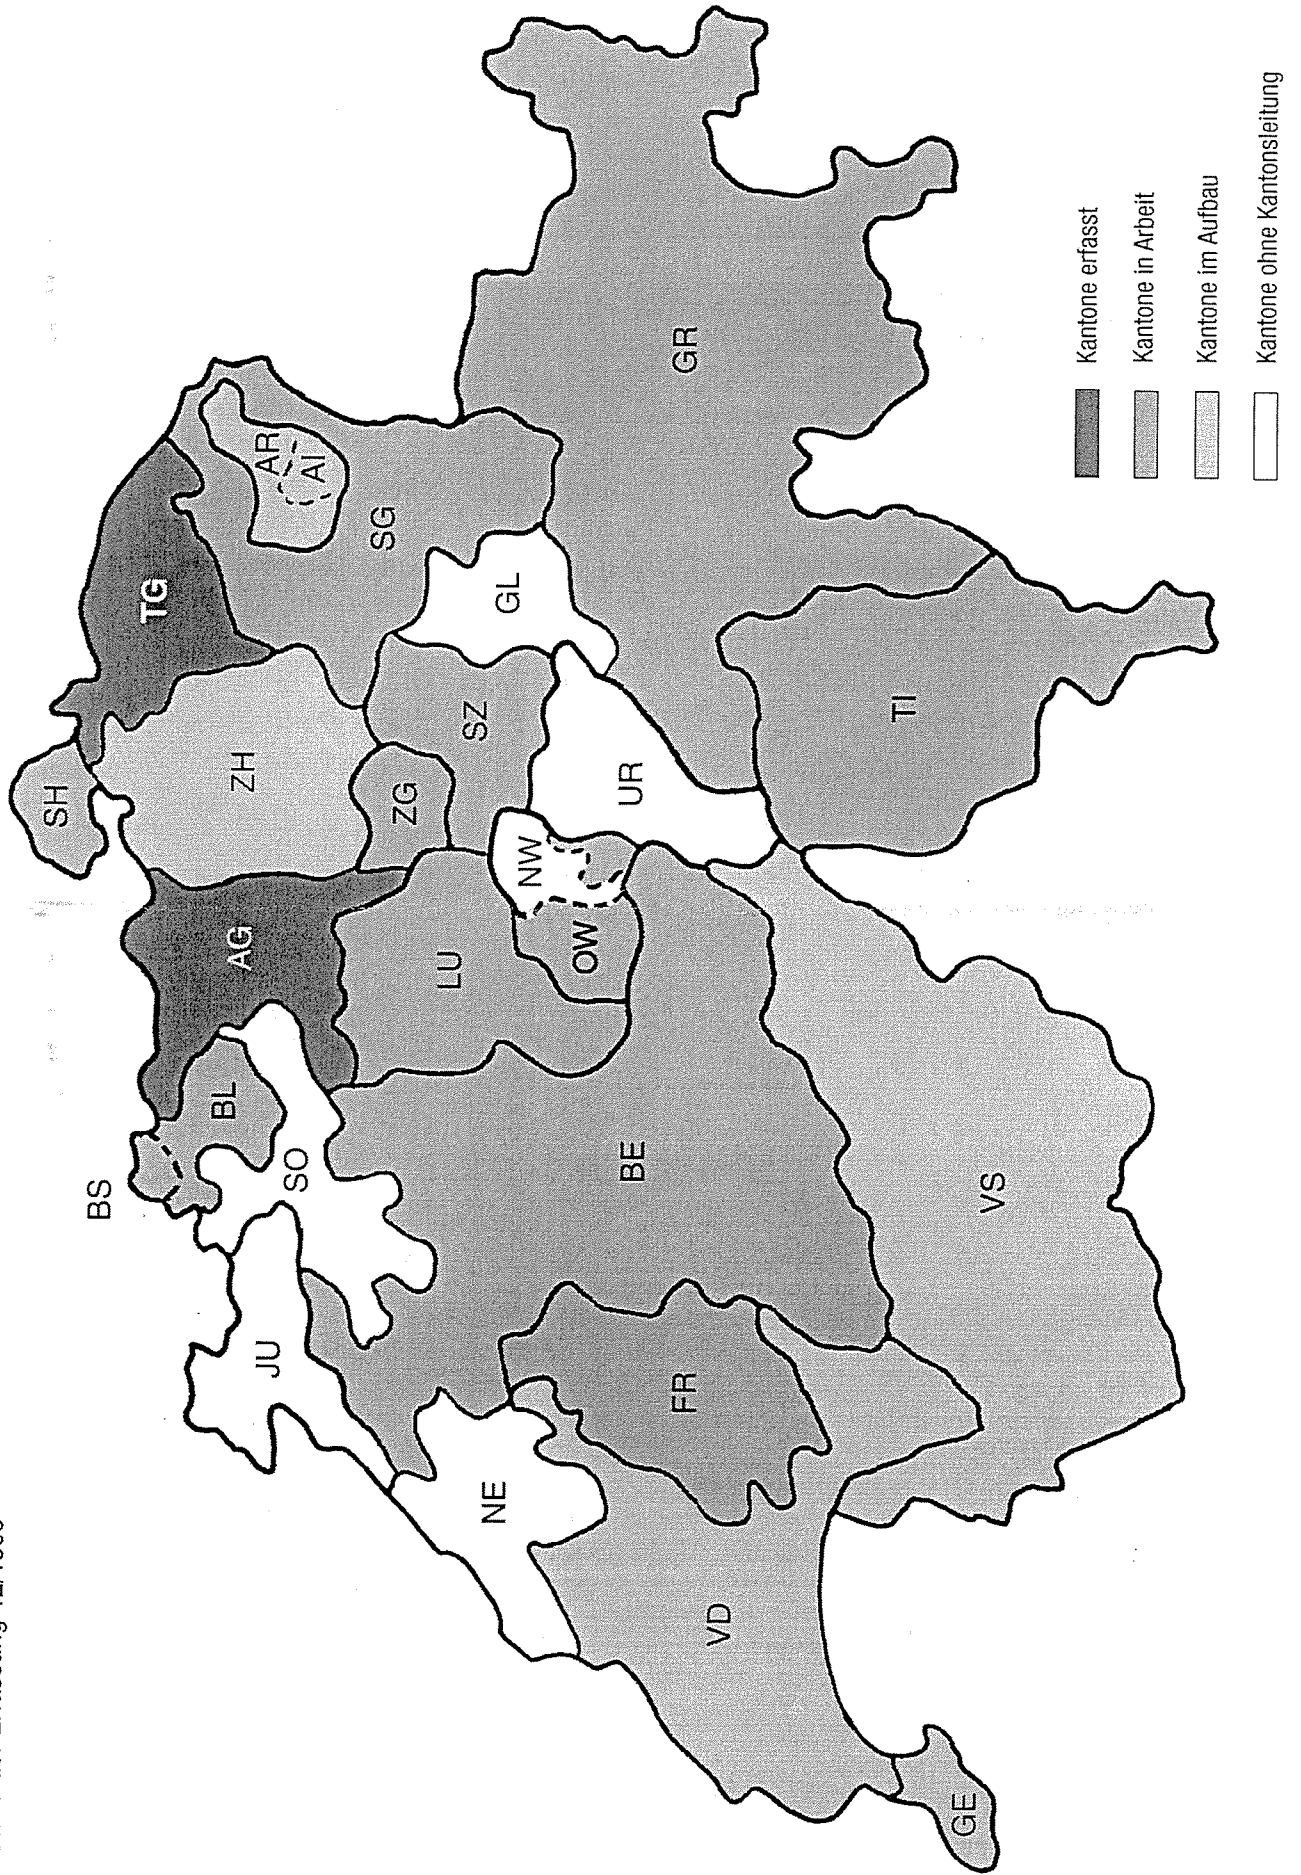 BS
SH
TG
AG
BL
ZH
AR
AI
SO
JU
SG
ZG
SZ
LU
GL
NW
OW
NE
UR
BE
FR
GR
VD
TI
VS
GE
Kantone erfasst
Kantone in Arbeit
Kantone im Aufbau
Kantone ohne Kantonsleitung